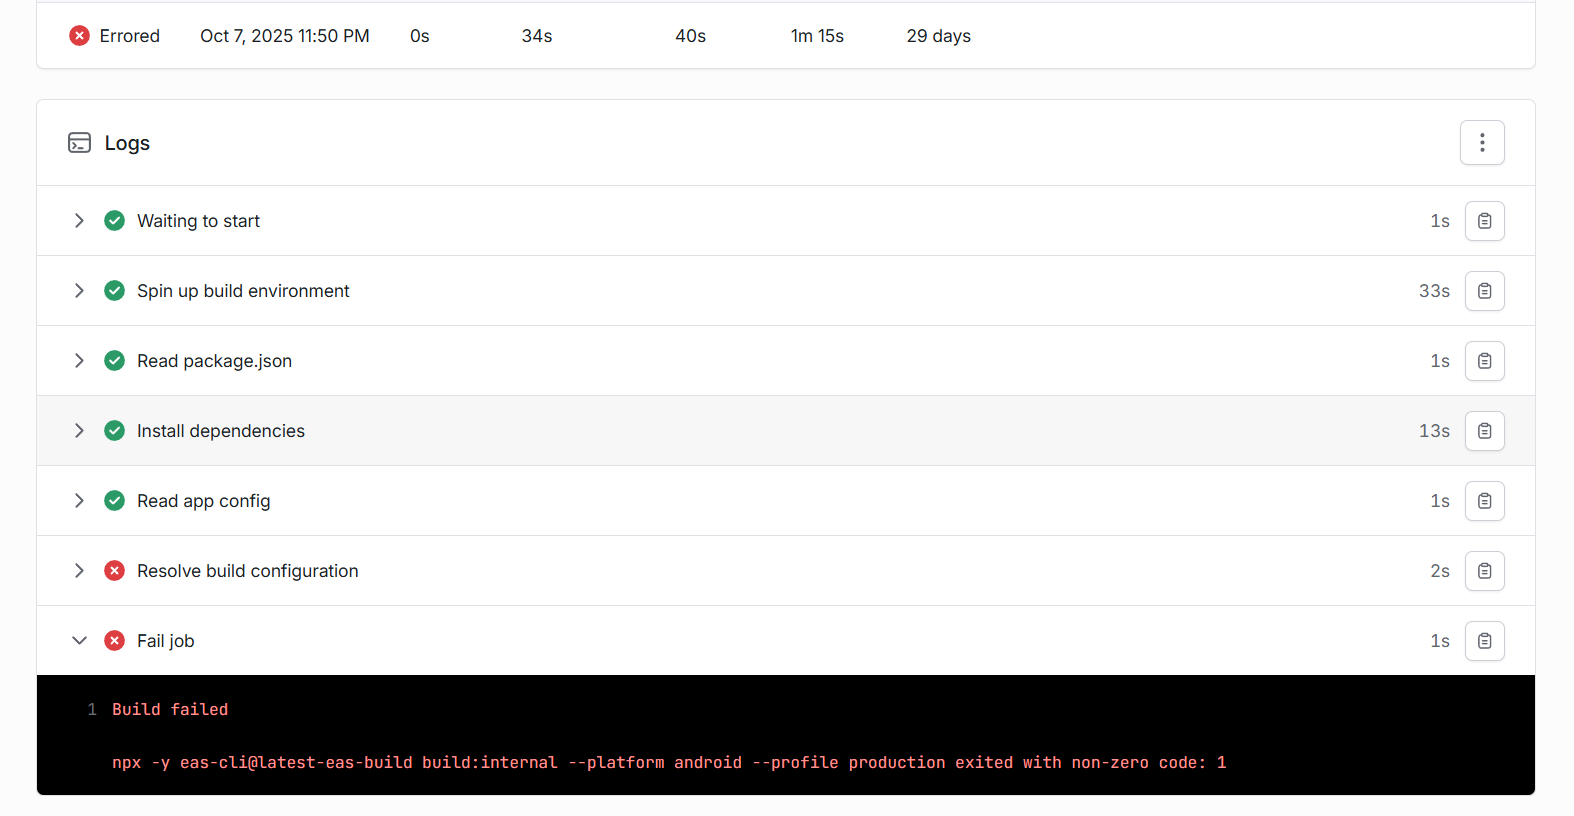 Errored Oct 7, 2025 11:50 PM 0s 34s 40s 1m 15s 29 days
Logs
Waiting to start 1s
Spin up build environment 33s
Read package.json 1s
Install dependencies 13s
Read app config 1s
Resolve build configuration 2s
Fail job 1s
1 Build failed
npx -y eas-cli@latest-eas-build build:internal --platform android --profile production exited with non-zero code: 1